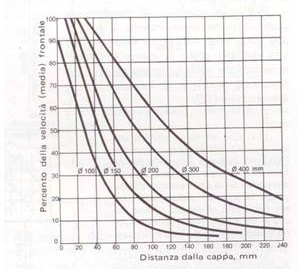 Percento della velocità (media) frontale
100
90
80
70
60
50
40
30
20
10
0
Ø 100
Ø 150
Ø 200
Ø 300
Ø 400 mm
0 20 40 60 80 100 120 140 160 180 200 220 240
Distanza dalla cappa, mm